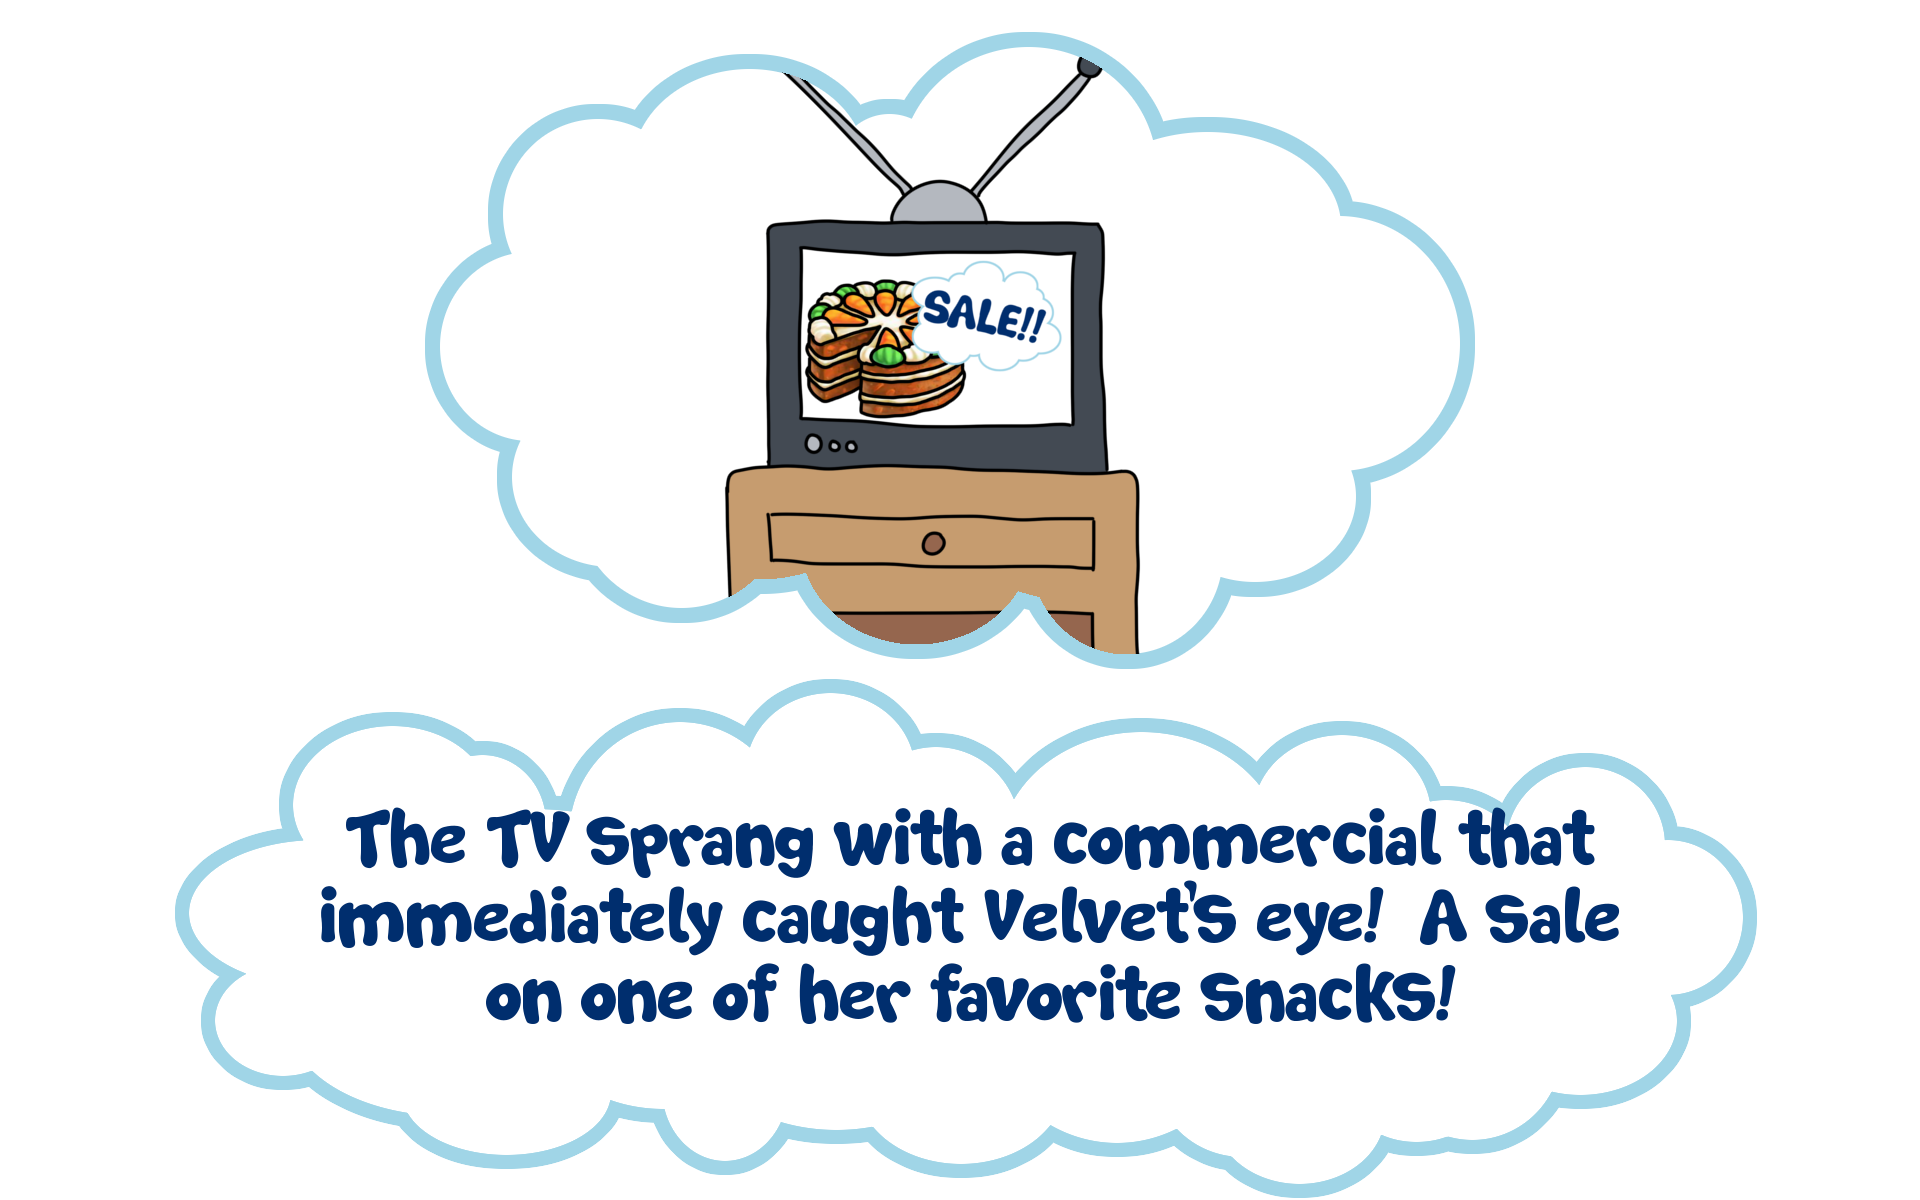 SALE!!
The TV Sprang with a commercial that
immediately caught Velvet's eye!  A Sale
on one of her favorite snacks!